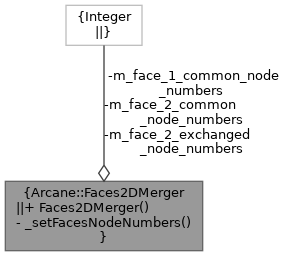 {Integer
||}
-m_face_1_common_node
_numbers
-m_face_2_common
_node_numbers
-m_face_2_exchanged
_node_numbers
{Arcane::Faces2DMerger
||+ Faces2DMerger()
- _setFacesNodeNumbers()
}